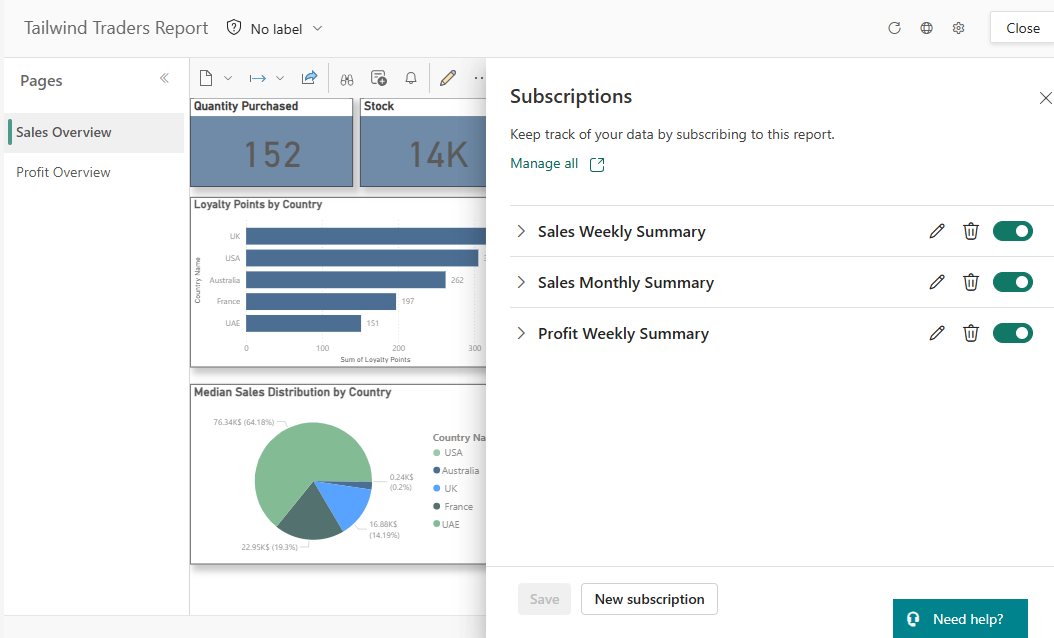 Tailwind Traders Report
No label
Close
Pages
Sales Overview
Profit Overview
Quantity Purchased
152
Stock
14K
Loyalty Points by Country
Country Name
UK
USA
Australia
262
France
197
UAE
151
0
100
200
300
Sum of Loyalty Points
Median Sales Distribution by Country
76.34K$ (64.18%)
0.24K$
(0.2%)
16.88K$
(14.19%)
22.95K$ (19.3%)
Country Na
USA
Australia
UK
France
UAE
Subscriptions
Keep track of your data by subscribing to this report.
Manage all
Sales Weekly Summary
Sales Monthly Summary
Profit Weekly Summary
Save
New subscription
Need help?